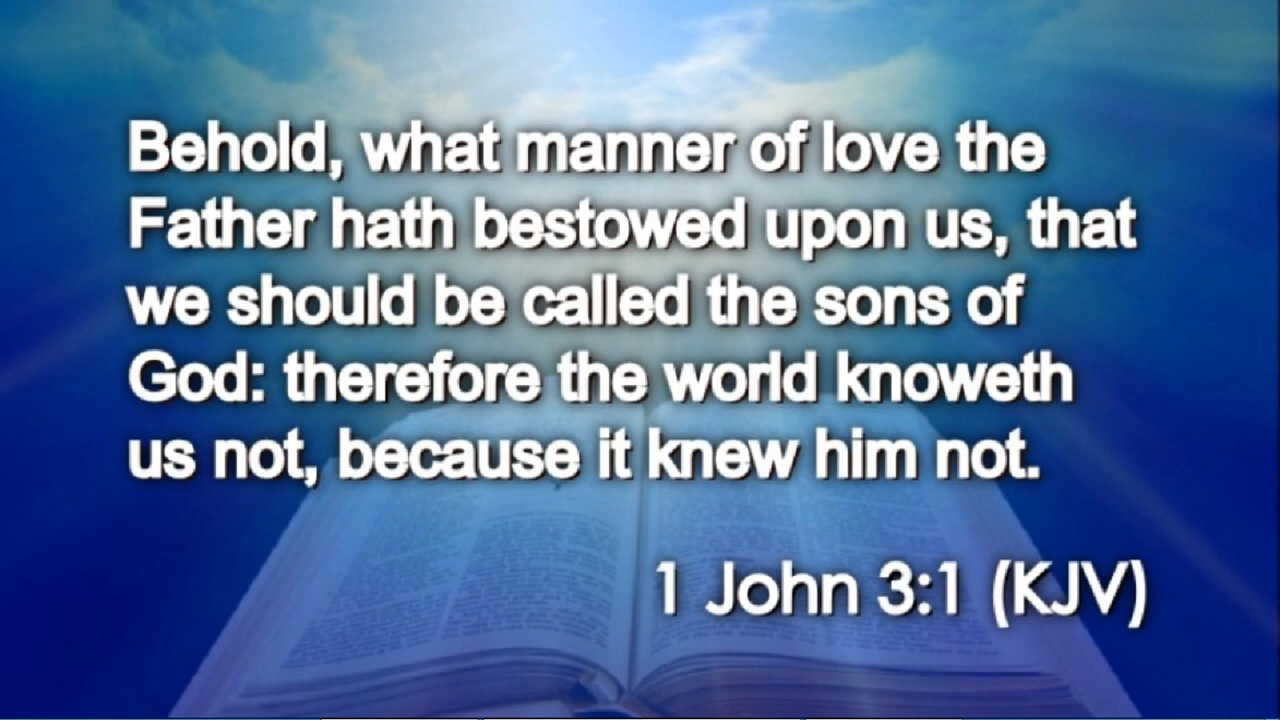 Behold, what manner of love the
Father hath bestowed upon us, that
we should be called the sons of
God: therefore the world knoweth
us not, because it knew him not.
1 John 3:1 (KJV)